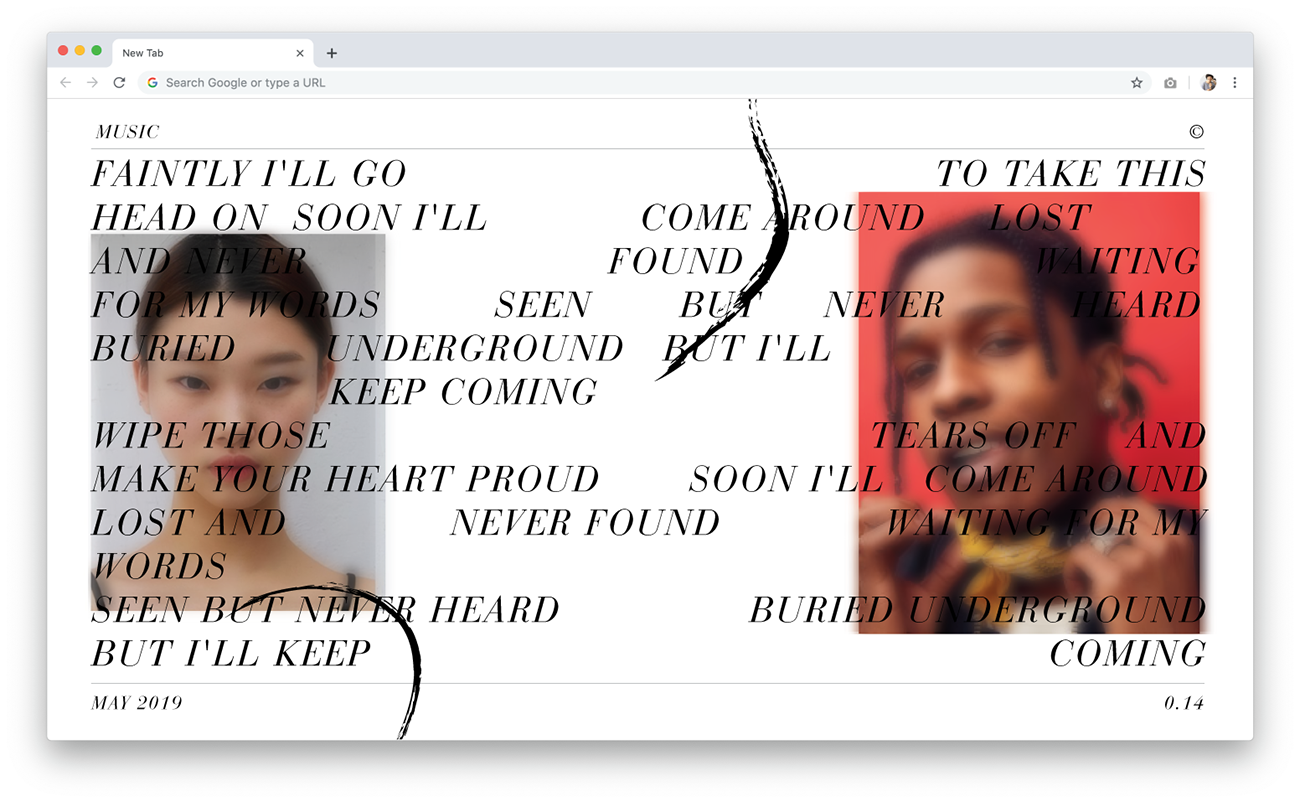 New Tab
Search Google or type a URL
MUSIC ©
FAINTLY I'LL GO TO TAKE THIS
HEAD ON SOON I'LL COME AROUND LOST
AND NEVER FOUND WAITING
FOR MY WORDS SEEN BUT NEVER HEARD
BURIED UNDERGROUND BUT I'LL
KEEP COMING
WIPE THOSE TEARS OFF AND
MAKE YOUR HEART PROUD SOON I'LL COME AROUND
LOST AND NEVER FOUND WAITING FOR MY
WORDS
SEEN BUT NEVER HEARD BURIED UNDERGROUND
BUT I'LL KEEP COMING
MAY 2019 0.14